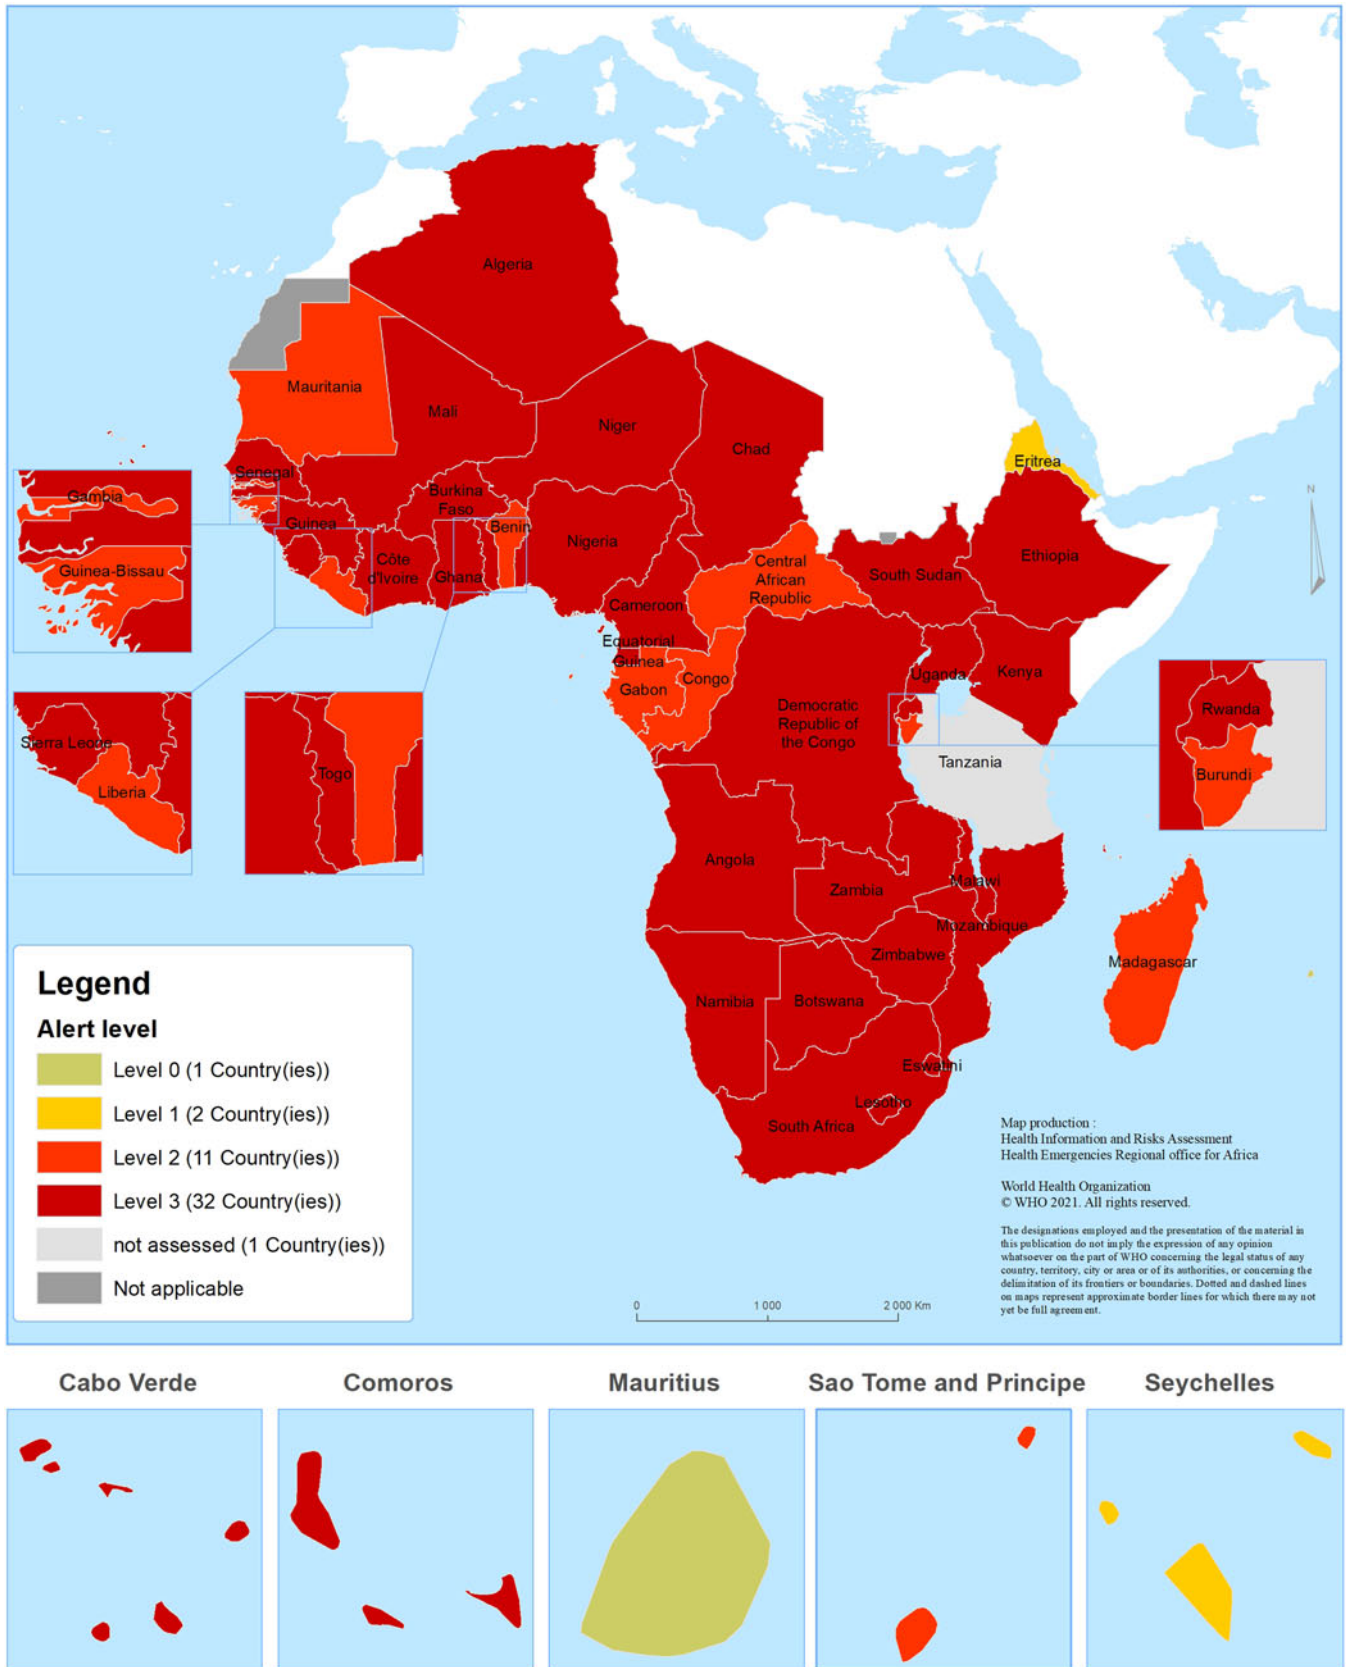 Algeria
Mauritania
Mali
Niger
Chad
Eritrea
Senegal
Gambia
Burkina
Faso
Guinea
Benin
Nigeria
Ethiopia
Côte
d'Ivoire
Ghana
Central
African
Republic
South Sudan
Guinea-Bissau
Cameroon
Equatorial
Guinea
Gabon
Congo
Uganda
Kenya
Democratic
Republic of
the Congo
Rwanda
Burundi
Sierra Leone
Liberia
Togo
Tanzania
Angola
Zambia
Malawi
Mozambique
Zimbabwe
Madagascar
Namibia
Botswana
Eswatini
Lesotho
South Africa
N
Legend
Alert level
Level 0 (1 Country(ies))
Level 1 (2 Country(ies))
Level 2 (11 Country(ies))
Level 3 (32 Country(ies))
not assessed (1 Country(ies))
Not applicable
0 1 000 2 000 Km
Map production :
Health Information and Risks Assessment
Health Emergencies Regional office for Africa
World Health Organization
© WHO 2021. All rights reserved.
The designations employed and the presentation of the material in
this publication do not imply the expression of any opinion
whatsoever on the part of WHO concerning the legal status of any
country, territory, city or area or of its authorities, or concerning the
delimitation of its frontiers or boundaries. Dotted and dashed lines
on maps represent approximate border lines for which there may not
yet be full agreement.
Cabo Verde
Comoros
Mauritius
Sao Tome and Principe
Seychelles